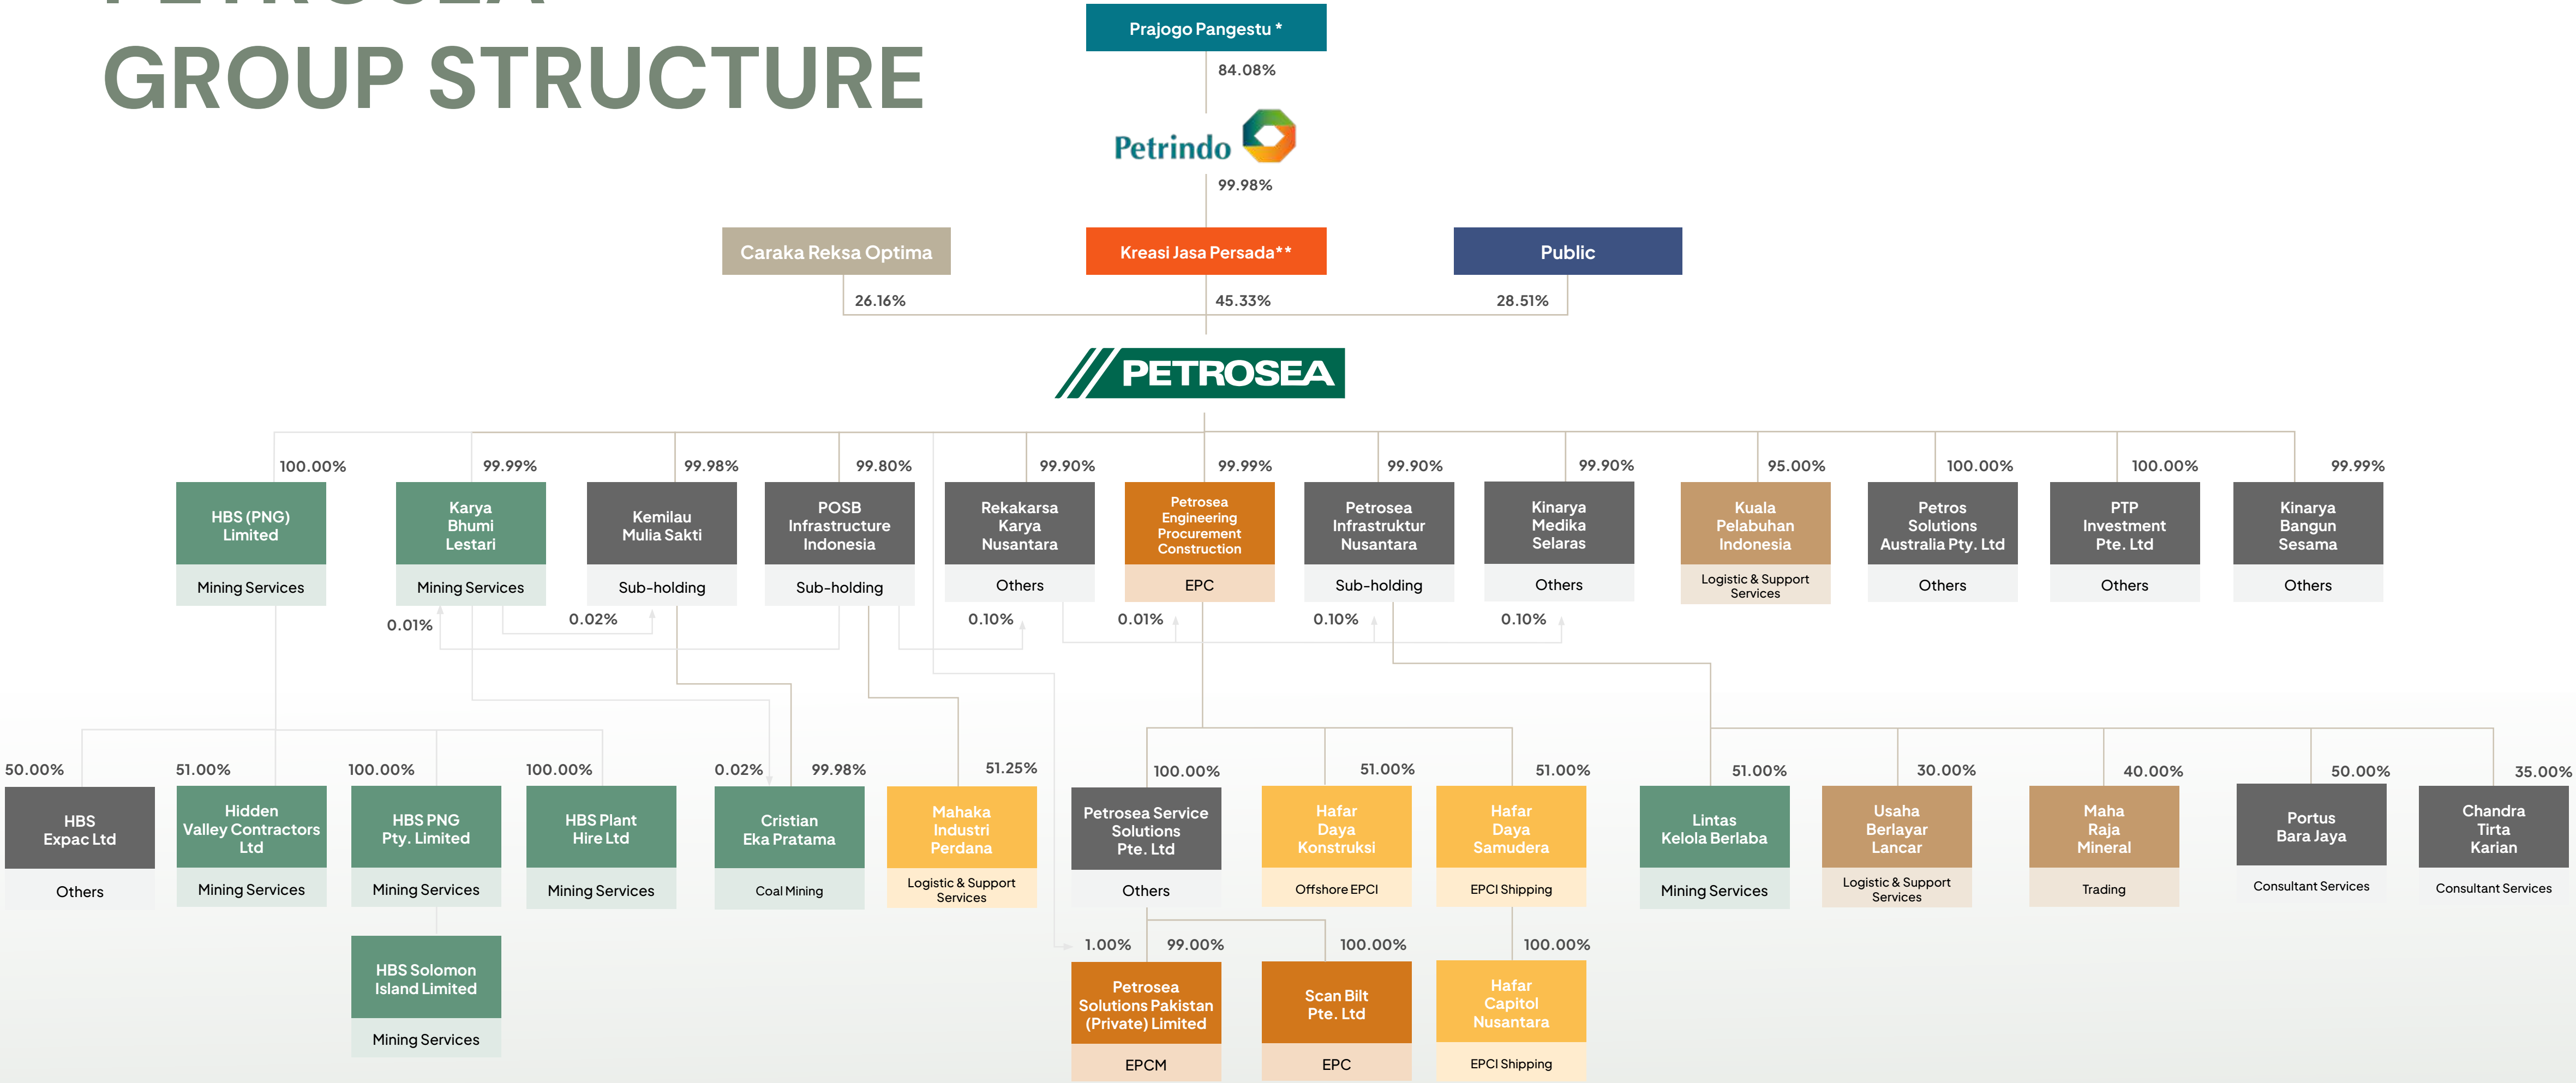 PETROSEA
GROUP STRUCTURE
Prajogo Pangestu *
84.08%
Petrindo
99.98%
Caraka Reksa Optima
Kreasi Jasa Persada**
Public
26.16%
45.33%
28.51%
PETROSEA
100.00%
99.99%
99.98%
99.80%
99.90%
99.99%
99.90%
99.90%
95.00%
100.00%
100.00%
99.99%
HBS (PNG)
Limited
Mining Services
Karya
Bhumi
Lestari
Mining Services
Kemilau
Mulia Sakti
Sub-holding
POSB
Infrastructure
Indonesia
Sub-holding
Rekakarsa
Karya
Nusantara
Others
Petrosea
Engineering
Procurement
Construction
EPC
Petrosea
Infrastruktur
Nusantara
Sub-holding
Kinarya
Medika
Selaras
Others
Kuala
Pelabuhan
Indonesia
Logistic & Support
Services
Petros
Solutions
Australia Pty. Ltd
Others
PTP
Investment
Pte. Ltd
Others
Kinarya
Bangun
Sesama
Others
0.01%
0.02%
0.10%
0.01%
0.10%
0.10%
50.00%
51.00%
100.00%
100.00%
0.02%
99.98%
51.25%
100.00%
51.00%
51.00%
51.00%
30.00%
40.00%
50.00%
35.00%
HBS
Expac Ltd
Others
Hidden
Valley Contractors
Ltd
Mining Services
HBS PNG
Pty. Limited
Mining Services
HBS Plant
Hire Ltd
Mining Services
Cristian
Eka Pratama
Coal Mining
Mahaka
Industri
Perdana
Logistic & Support
Services
Petrosea Service
Solutions
Pte. Ltd
Others
Hafar
Daya
Konstruksi
Offshore EPCI
Hafar
Daya
Samudera
EPCI Shipping
Lintas
Kelola Berlaba
Mining Services
Usaha
Berlayar
Lancar
Logistic & Support
Services
Maha
Raja
Mineral
Trading
Portus
Bara Jaya
Consultant Services
Chandra
Tirta
Karian
Consultant Services
1.00%
99.00%
100.00%
100.00%
HBS Solomon
Island Limited
Mining Services
Petrosea
Solutions Pakistan
(Private) Limited
EPCM
Scan Bilt
Pte. Ltd
EPC
Hafar
Capitol
Nusantara
EPCI Shipping